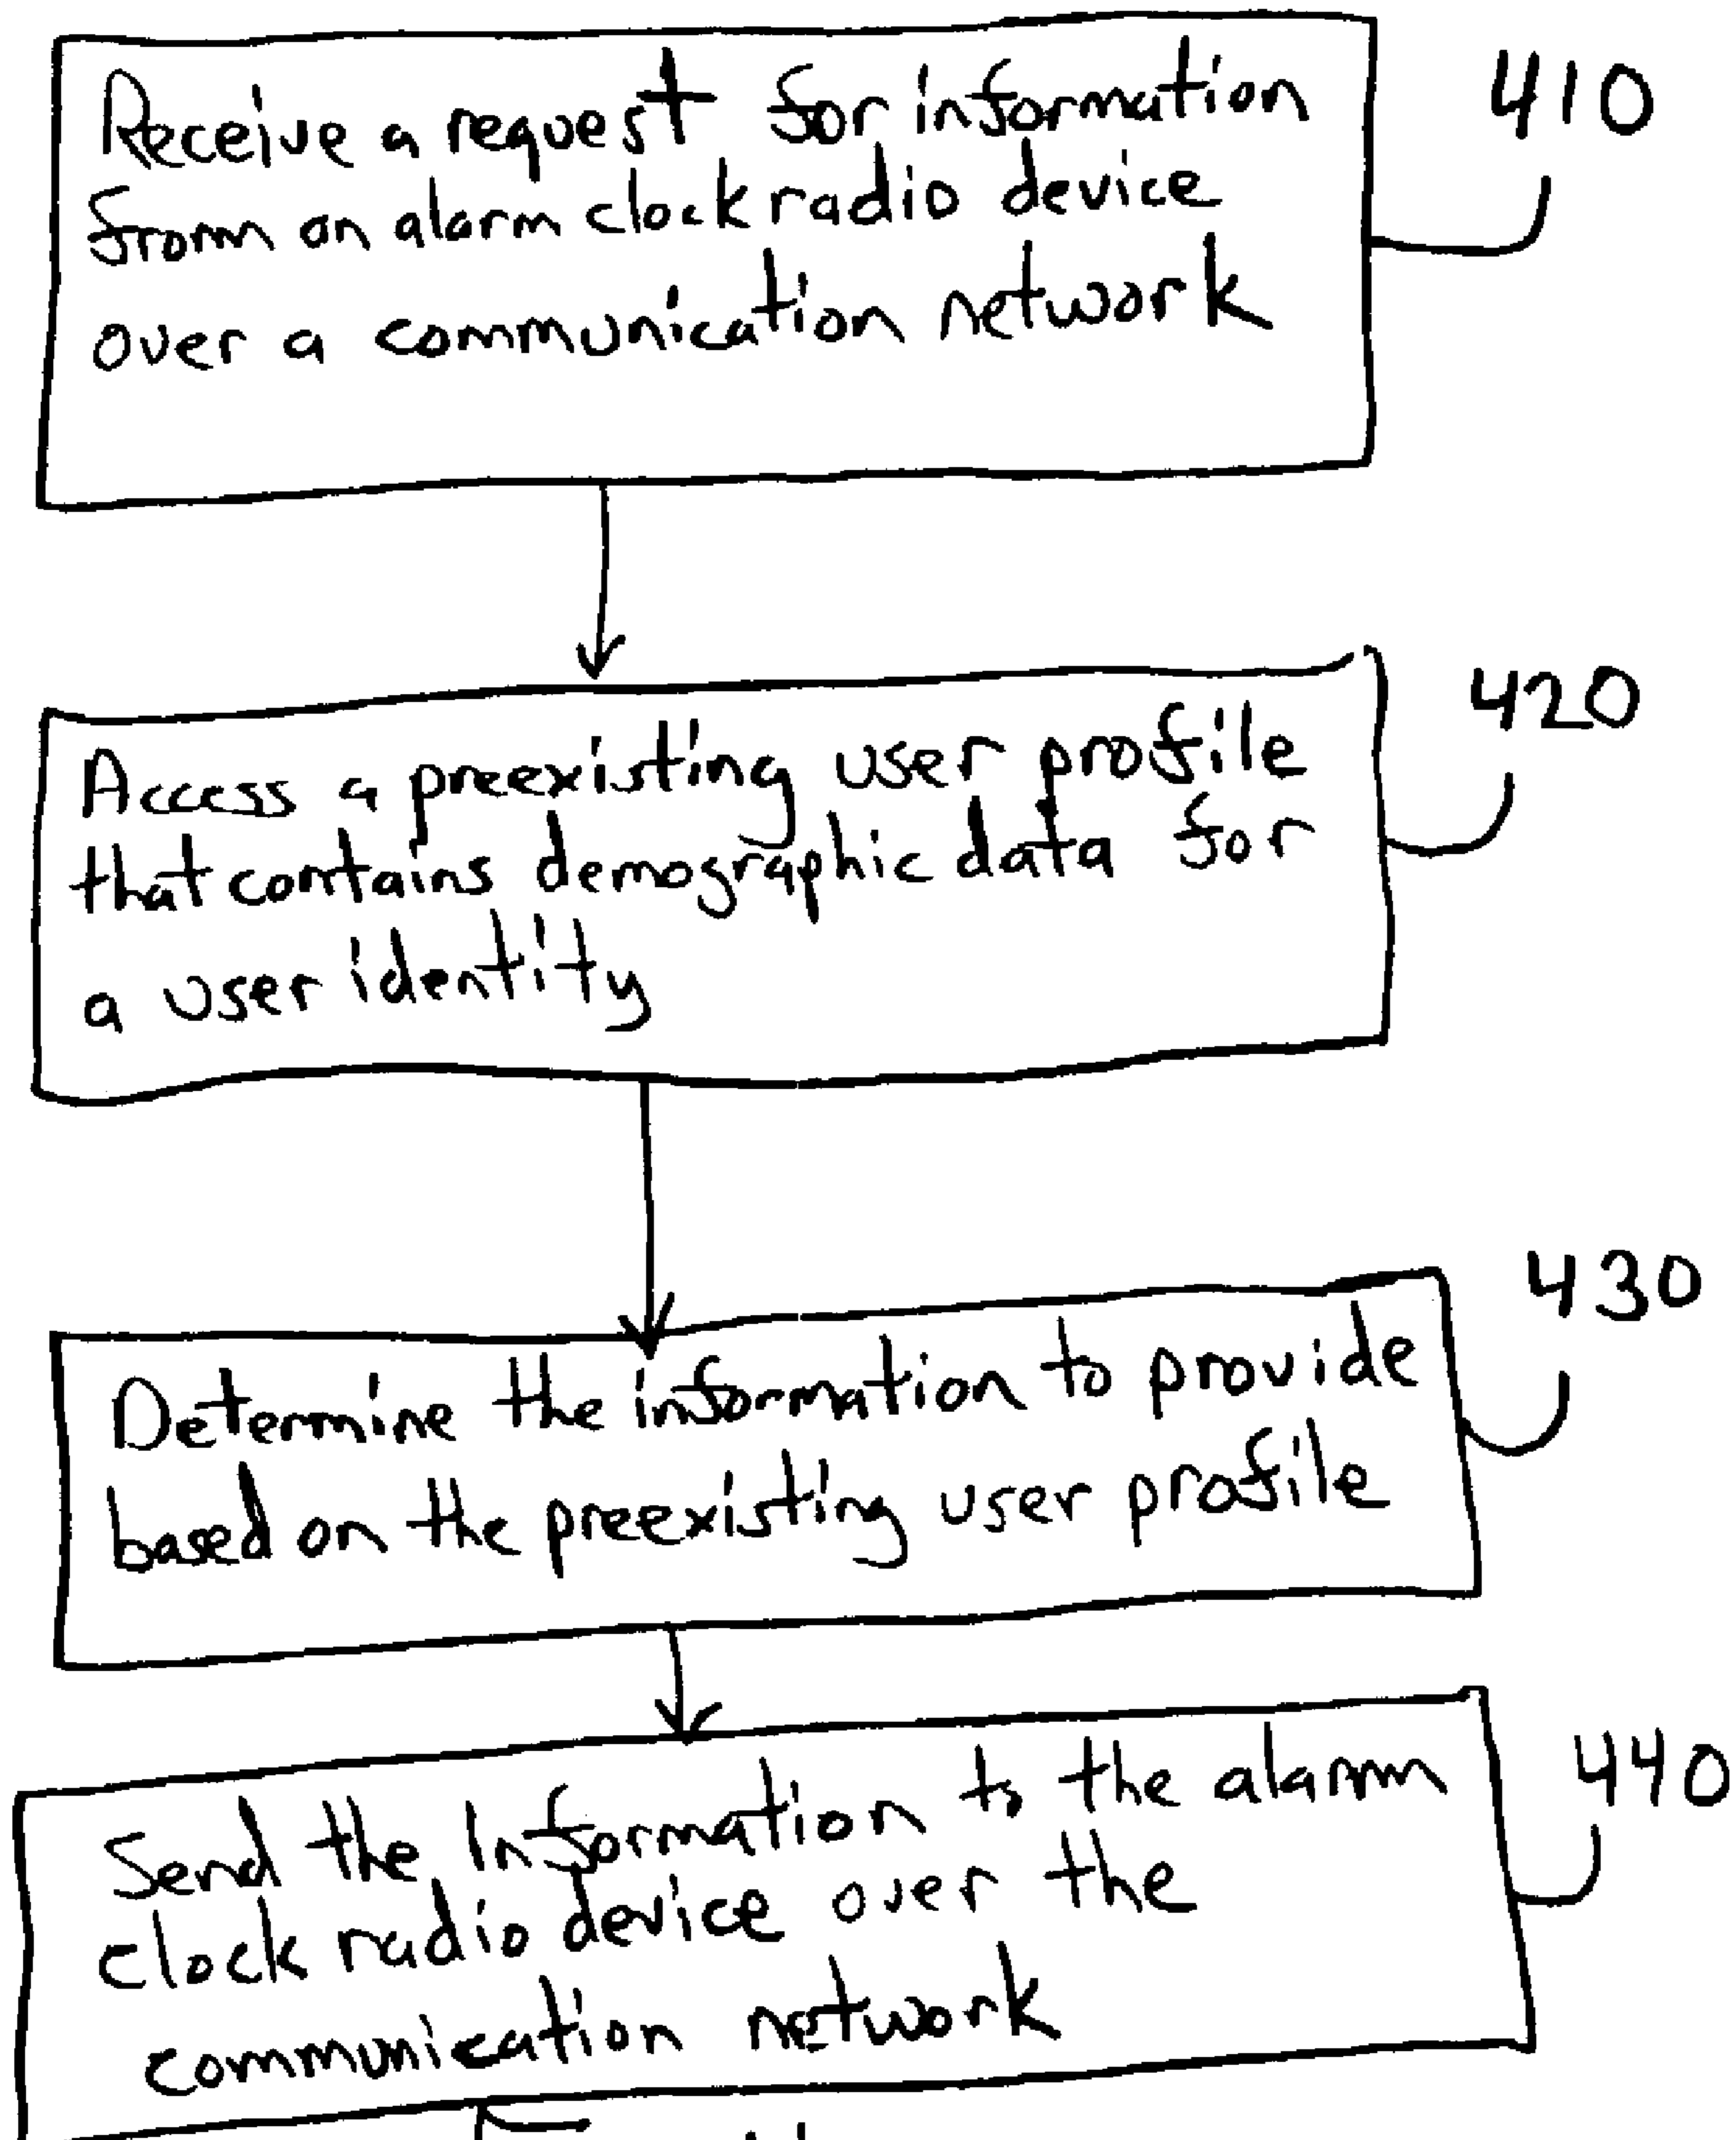 Receive a request for information
410
from an alarm clock radio device
over a communication network
420
Access a preexisting user profile
that contains demographic data for
a user identity
430
Determine the information to provide
based on the preexisting user profile
440
Send the Information to the alarm
clock radio device over the
communication network